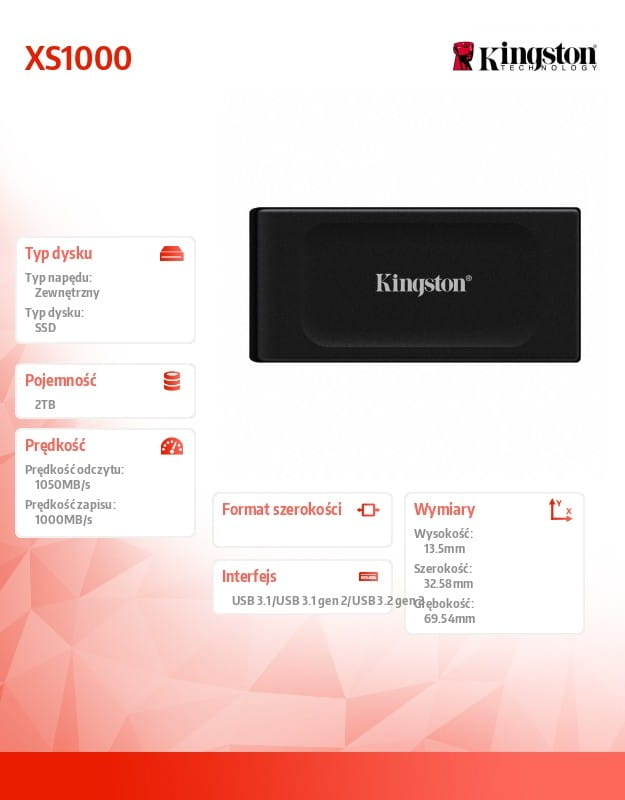 XS1000
Kingston
TECHNOLOGY
Kingston®
Typ dysku
Typ napędu:
Zewnętrzny
Typ dysku:
SSD
Pojemność
2TB
Prędkość
Prędkość odczytu:
1050MB/s
Prędkość zapisu:
1000MB/s
Format szerokości
Interfejs
USB 3.1/USB 3.1 gen 2/USB 3.2 gen 2
Wymiary
Y
X
Wysokość:
13.5mm
Szerokość:
32.58mm
Głębokość:
69.54mm